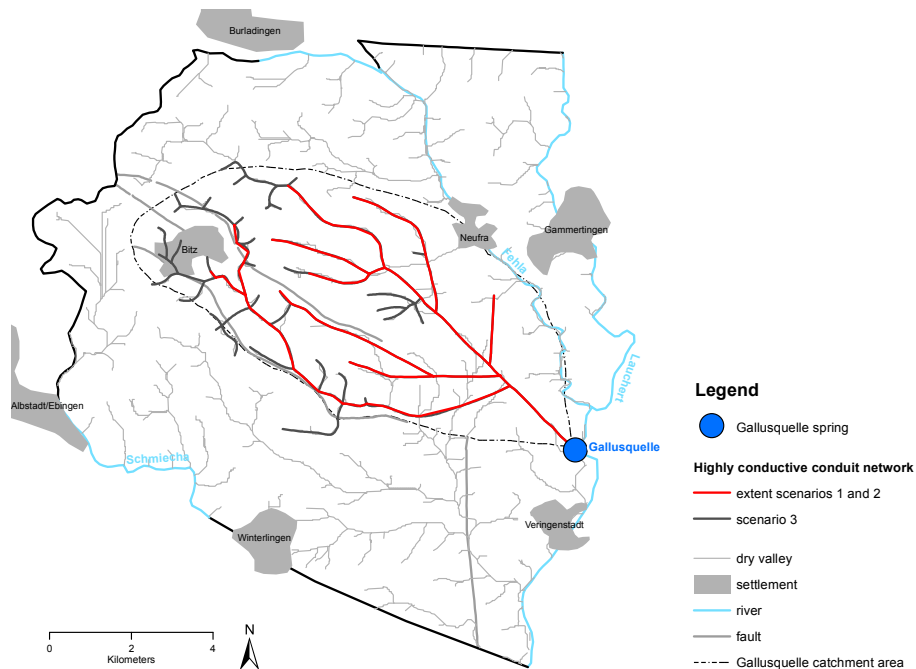 Burladingen
Bitz
Neufra
Gammertingen
Fehla
Lauchert
Albstadt/Ebingen
Schmiecha
Gallusquelle
Winterlingen
Veringenstadt
0 2 4
Kilometers
N
Legend
Gallusquelle spring
Highly conductive conduit network
extent scenarios 1 and 2
scenario 3
dry valley
settlement
river
fault
Gallusquelle catchment area